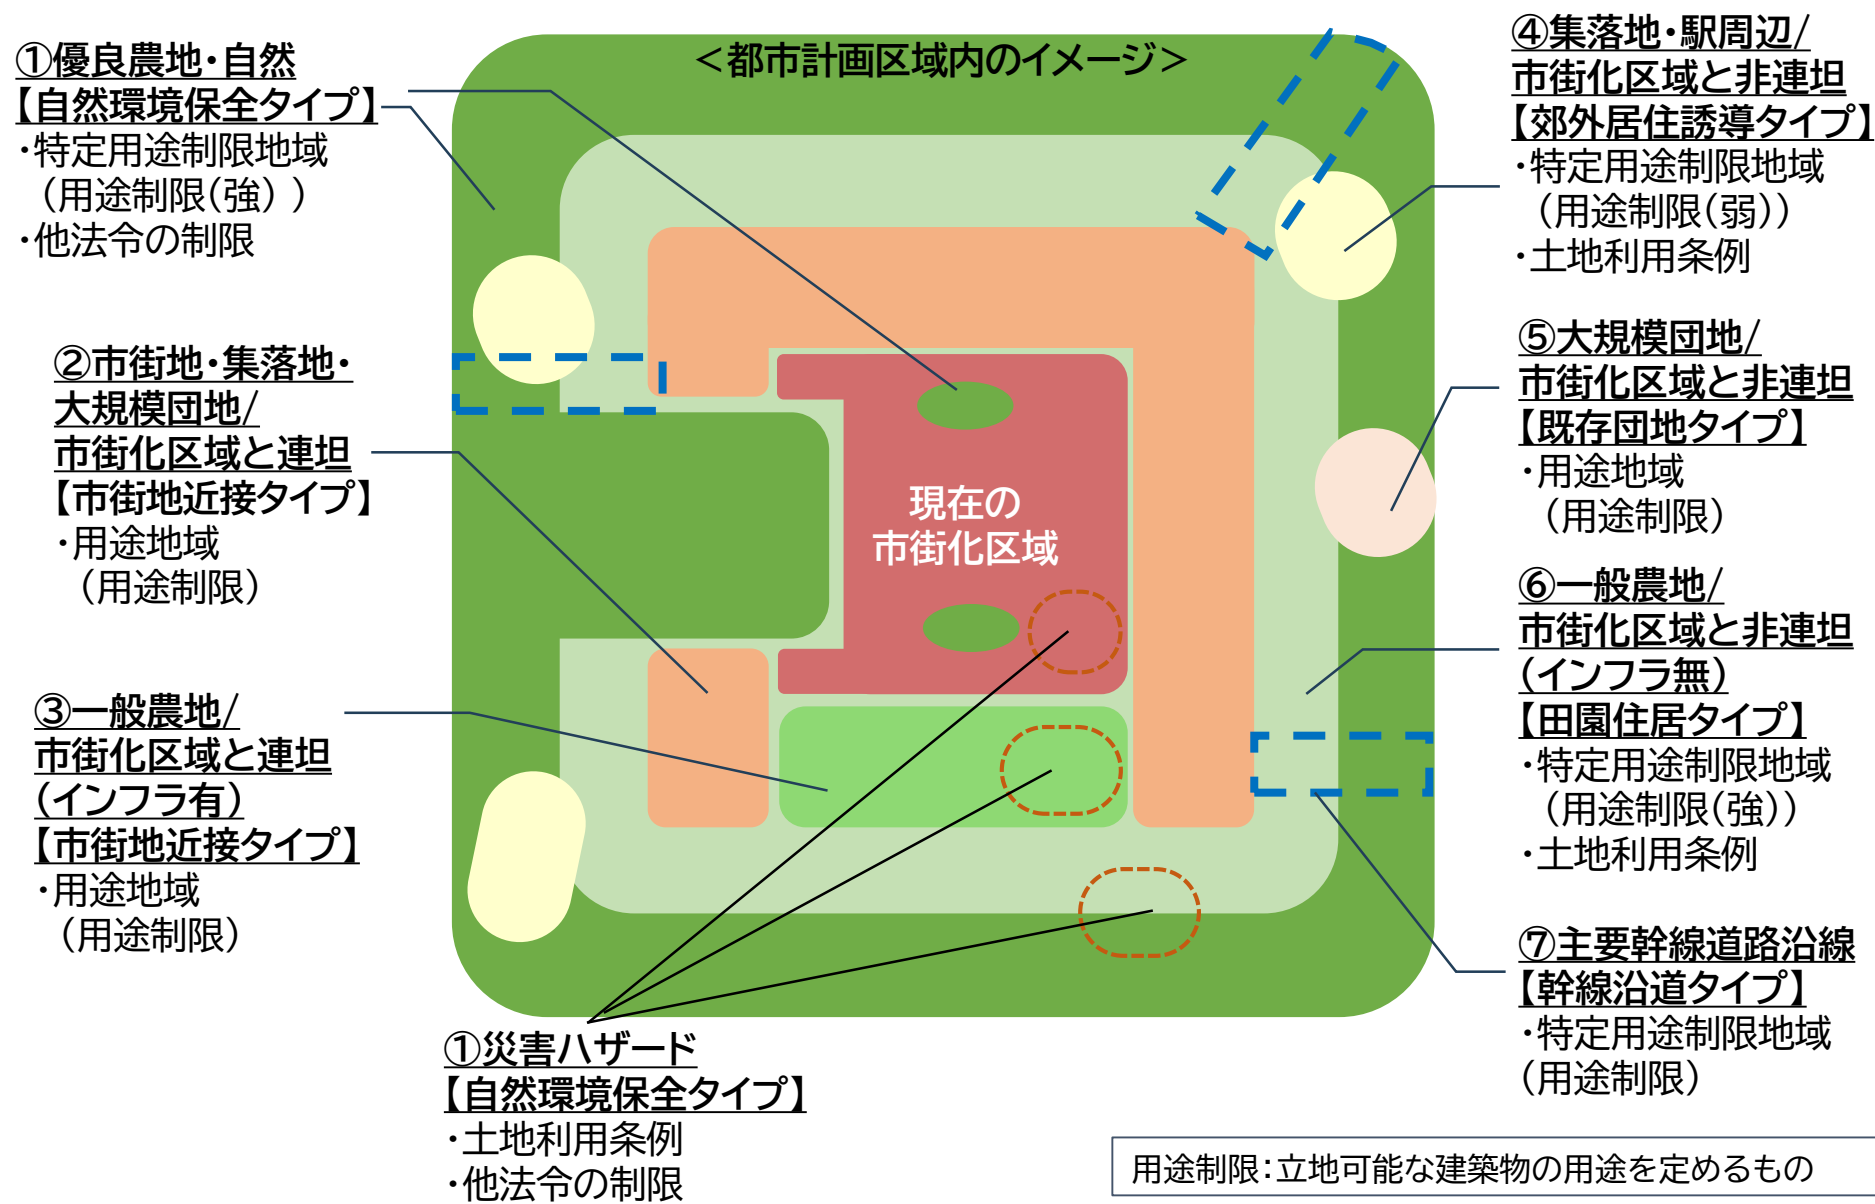 <都市計画区域内のイメージ>
①優良農地・自然
【自然環境保全タイプ】
・特定用途制限地域
（用途制限(強)）
・他法令の制限
②市街地・集落地・
大規模団地/
市街化区域と連坦
【市街地近接タイプ】
・用途地域
（用途制限）
③一般農地/
市街化区域と連坦
(インフラ有)
【市街地近接タイプ】
・用途地域
（用途制限）
現在の
市街化区域
①災害ハザード
【自然環境保全タイプ】
・土地利用条例
・他法令の制限
④集落地・駅周辺/
市街化区域と非連坦
【郊外居住誘導タイプ】
・特定用途制限地域
（用途制限(弱)）
・土地利用条例
⑤大規模団地/
市街化区域と非連坦
【既存団地タイプ】
・用途地域
（用途制限）
⑥一般農地/
市街化区域と非連坦
(インフラ無)
【田園住居タイプ】
・特定用途制限地域
（用途制限(強)）
・土地利用条例
⑦主要幹線道路沿線
【幹線沿道タイプ】
・特定用途制限地域
（用途制限）
用途制限：立地可能な建築物の用途を定めるもの